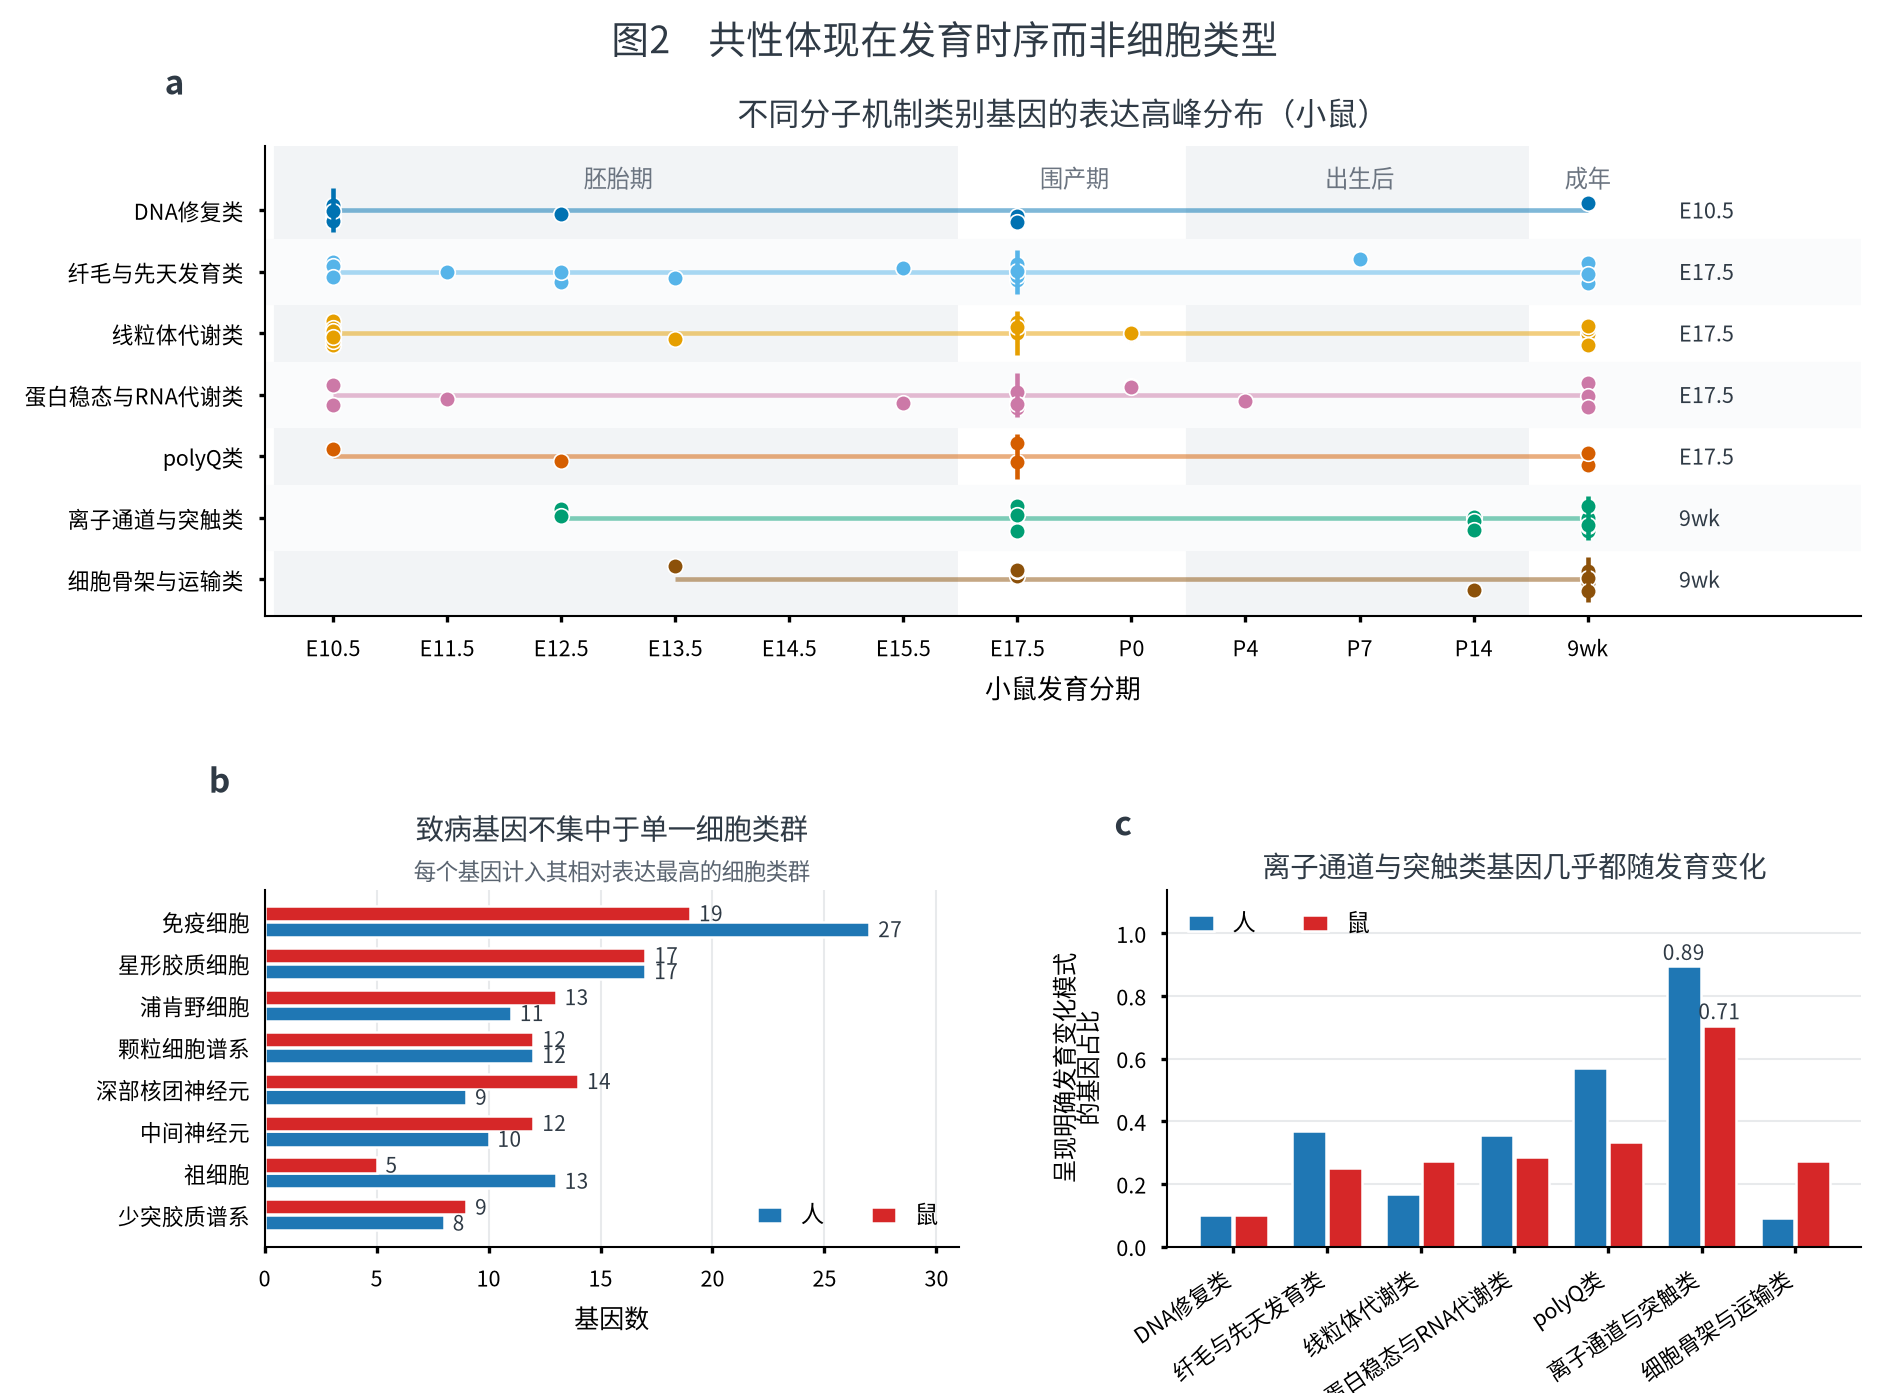 图2 共性体现在发育时序而非细胞类型
a
不同分子机制类别基因的表达高峰分布（小鼠）
胚胎期 围产期 出生后 成年
DNA修复类 E10.5
纤毛与先天发育类 E17.5
线粒体代谢类 E17.5
蛋白稳态与RNA代谢类 E17.5
polyQ类 E17.5
离子通道与突触类 9wk
细胞骨架与运输类 9wk
E10.5 E11.5 E12.5 E13.5 E14.5 E15.5 E17.5 P0 P4 P7 P14 9wk
小鼠发育分期
b
致病基因不集中于单一细胞类群
每个基因计入其相对表达最高的细胞类群
免疫细胞 19 27
星形胶质细胞 17 17
浦肯野细胞 13 11
颗粒细胞谱系 12 12
深部核团神经元 14 9
中间神经元 12 10
祖细胞 5 13
少突胶质谱系 9 8
人 鼠
0 5 10 15 20 25 30
基因数
c
离子通道与突触类基因几乎都随发育变化
人 鼠
呈现明确发育变化模式
的基因占比
1.0
0.8
0.6
0.4
0.2
0.0
0.89
0.71
DNA修复类
纤毛与先天发育类
线粒体代谢类
蛋白稳态与RNA代谢类
polyQ类
离子通道与突触类
细胞骨架与运输类